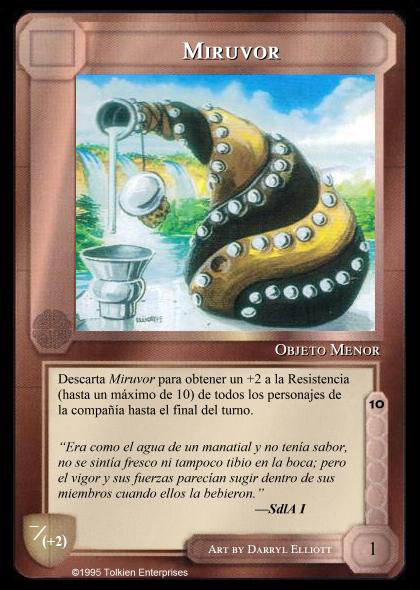 Miruvor
ELLIOTT95
Objeto Menor
Descarta Miruvor para obtener un +2 a la Resistencia
(hasta un máximo de 10) de todos los personajes de
la compañía hasta el final del turno.
10
“Era como el agua de un manatial y no tenía sabor,
no se sintía fresco ni tampoco tibio en la boca; pero
el vigor y sus fuerzas parecían sugir dentro de sus
miembros cuando ellos la bebieron.”
—SdlA I
–/(+2)
Art by Darryl Elliott
1
©1995 Tolkien Enterprises